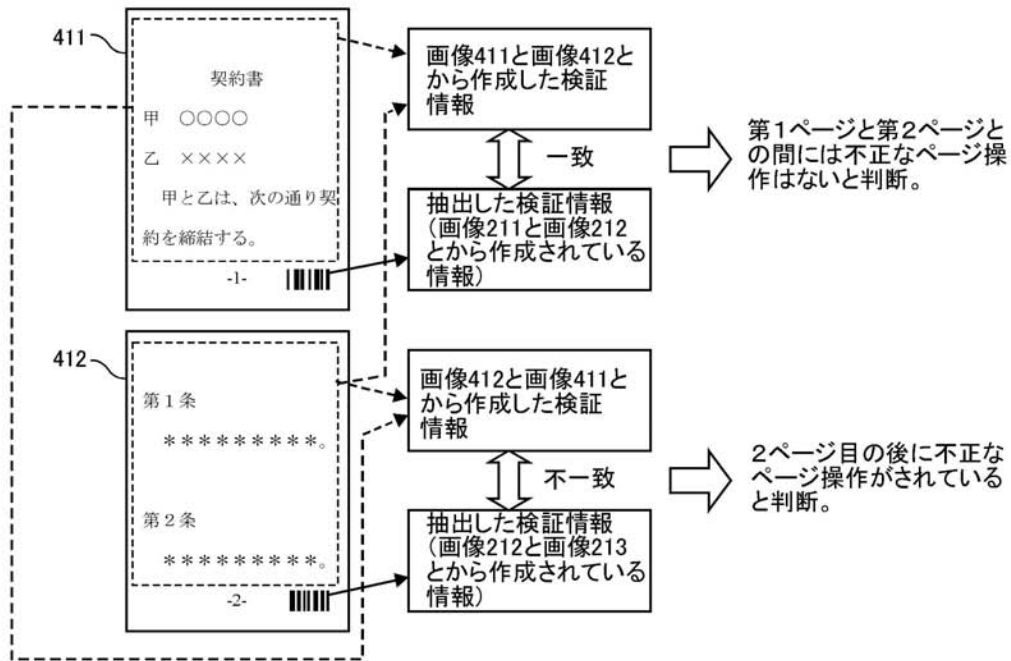 411
契約書
甲　〇〇〇〇
乙　××××
甲と乙は、次の通り契
約を締結する。
-1-
画像411と画像412と
から作成した検証
情報
一致
抽出した検証情報
（画像211と画像212
とから作成されている
情報）
第1ページと第2ページと
の間には不正なページ操
作はないと判断。
412
第1条
＊＊＊＊＊＊＊＊＊。
第2条
＊＊＊＊＊＊＊＊＊。
-2-
画像412と画像411と
から作成した検証
情報
不一致
抽出した検証情報
（画像212と画像213
とから作成されている
情報）
2ページ目の後に不正な
ページ操作がされている
と判断。